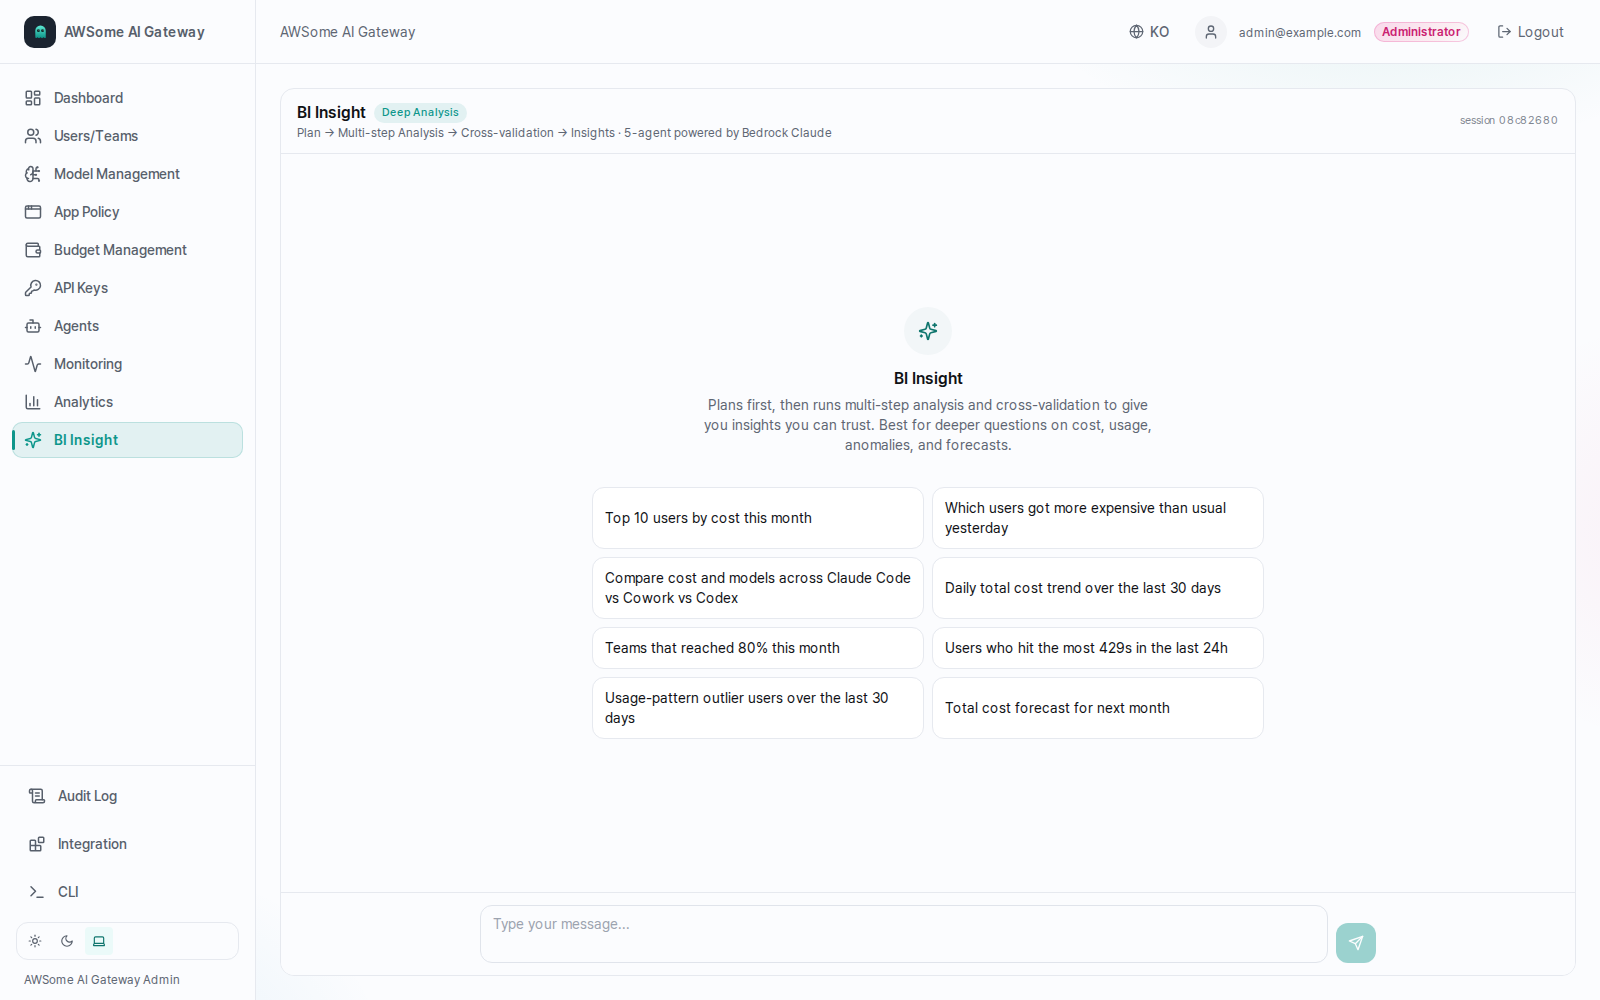 AWSome AI Gateway
AWSome AI Gateway
KO
admin@example.com
Administrator
Logout
Dashboard
Users/Teams
Model Management
App Policy
Budget Management
API Keys
Agents
Monitoring
Analytics
BI Insight
Audit Log
Integration
CLI
AWSome AI Gateway Admin
BI Insight
Deep Analysis
Plan → Multi-step Analysis → Cross-validation → Insights · 5-agent powered by Bedrock Claude
session 08c82680
BI Insight
Plans first, then runs multi-step analysis and cross-validation to give
you insights you can trust. Best for deeper questions on cost, usage,
anomalies, and forecasts.
Top 10 users by cost this month
Which users got more expensive than usual
yesterday
Compare cost and models across Claude Code
vs Cowork vs Codex
Daily total cost trend over the last 30 days
Teams that reached 80% this month
Users who hit the most 429s in the last 24h
Usage-pattern outlier users over the last 30
days
Total cost forecast for next month
Type your message...